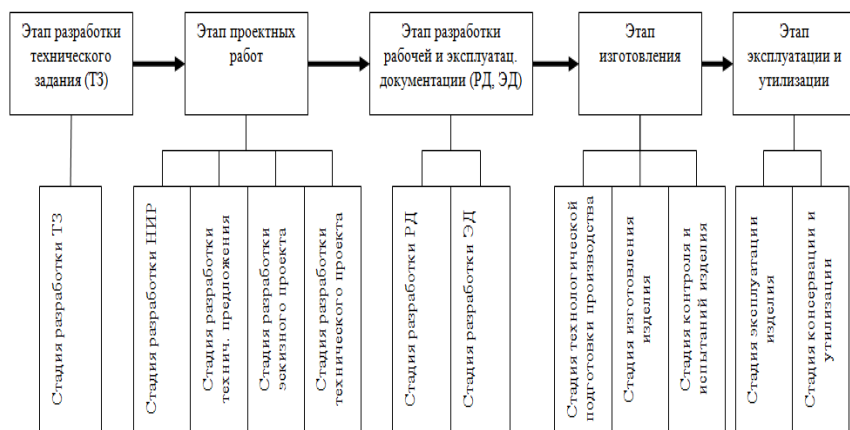 Этап разработки
технического
задания (ТЗ)
Этап проектных
работ
Этап разработки
рабочей и эксплуатац.
документации (РД, ЭД)
Этап
изготовления
Этап
эксплуатации и
утилизации
Стадия разработки ТЗ
Стадия разработки НИР
Стадия разработки
технич. предложения
Стадия разработки
эскизного проекта
Стадия разработки
технического проекта
Стадия разработки РД
Стадия разработки ЭД
Стадия технологической
подготовки производства
Стадия изготовления
изделия
Стадия контроля и
испытаний изделия
Стадия эксплуатации
изделия
Стадия консервации и
утилизации